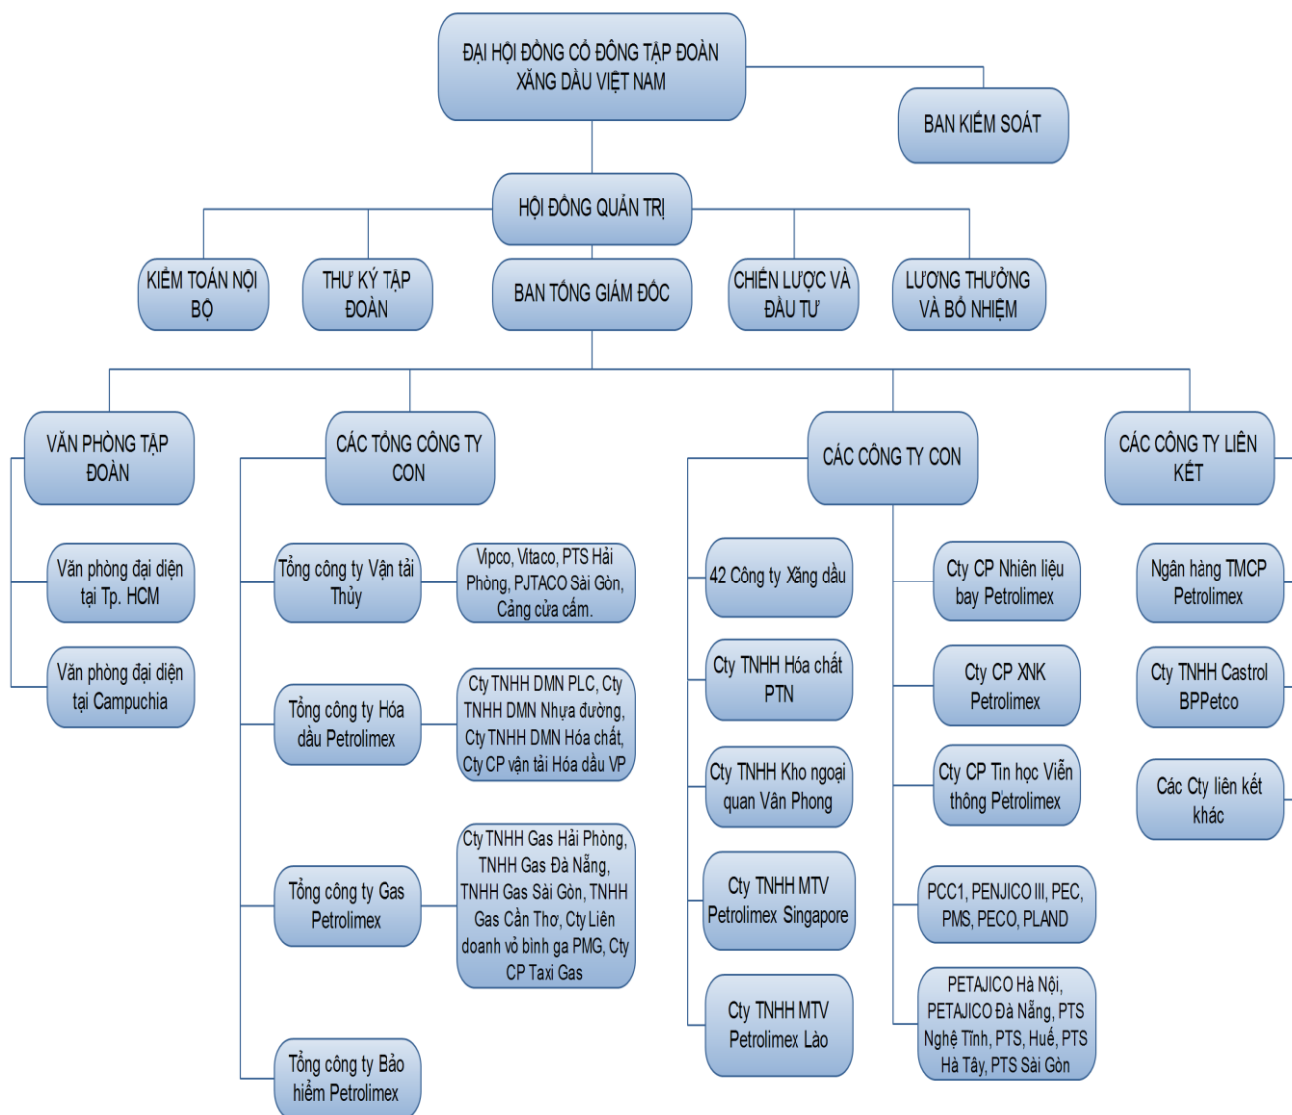 ĐẠI HỘI ĐỒNG CỔ ĐÔNG TẬP ĐOÀN
XĂNG DẦU VIỆT NAM
BAN KIỂM SOÁT
HỘI ĐỒNG QUẢN TRỊ
KIỂM TOÁN NỘI
BỘ
THƯ KÝ TẬP
ĐOÀN
BAN TỔNG GIÁM ĐỐC
CHIẾN LƯỢC VÀ
ĐẦU TƯ
LƯƠNG THƯỞNG
VÀ BỔ NHIỆM
VĂN PHÒNG TẬP
ĐOÀN
CÁC TỔNG CÔNG TY
CON
CÁC CÔNG TY CON
CÁC CÔNG TY LIÊN
KẾT
Văn phòng đại diện
tại Tp. HCM
Văn phòng đại diện
tại Campuchia
Tổng công ty Vận tải
Thủy
Vipco, Vitaco, PTS Hải
Phòng, PJTACO Sài Gòn,
Cảng cửa cấm.
Tổng công ty Hóa
dầu Petrolimex
Cty TNHH DMN PLC, Cty
TNHH DMN Nhựa đường,
Cty TNHH DMN Hóa chất,
Cty CP vận tải Hóa dầu VP
Tổng công ty Gas
Petrolimex
Cty TNHH Gas Hải Phòng,
TNHH Gas Đà Nẵng,
TNHH Gas Sài Gòn, TNHH
Gas Cần Thơ, Cty Liên
doanh vỏ bình ga PMG, Cty
CP Taxi Gas
Tổng công ty Bảo
hiểm Petrolimex
42 Công ty Xăng dầu
Cty TNHH Hóa chất
PTN
Cty TNHH Kho ngoại
quan Vân Phong
Cty TNHH MTV
Petrolimex Singapore
Cty TNHH MTV
Petrolimex Lào
Cty CP Nhiên liệu
bay Petrolimex
Cty CP XNK
Petrolimex
Cty CP Tin học Viễn
thông Petrolimex
PCC1, PENJICO III, PEC,
PMS, PECO, PLAND
PETAJICO Hà Nội,
PETAJICO Đà Nẵng, PTS
Nghệ Tĩnh, PTS, Huế, PTS
Hà Tây, PTS Sài Gòn
Ngân hàng TMCP
Petrolimex
Cty TNHH Castrol
BPPetco
Các Cty liên kết
khác